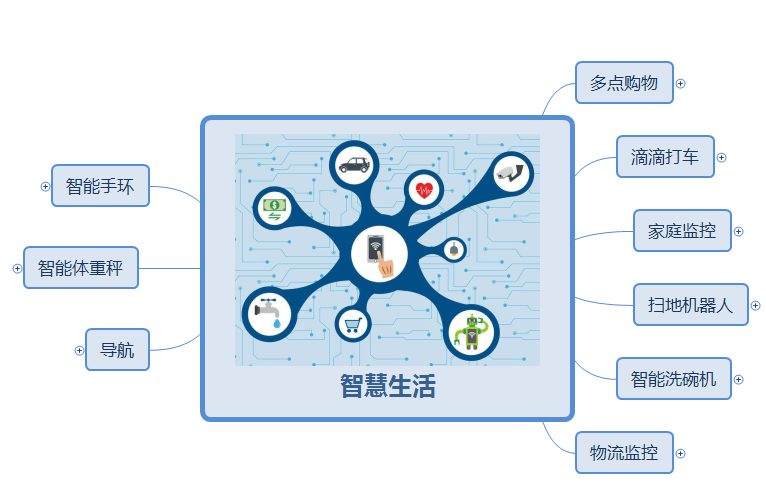 多点购物
滴滴打车
智能手环
家庭监控
智能体重秤
扫地机器人
导航
智能洗碗机
智慧生活
物流监控